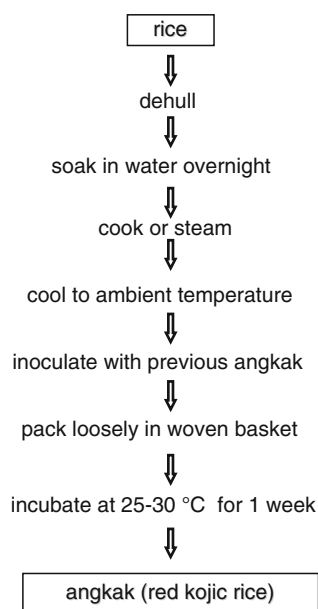 rice
dehull
soak in water overnight
cook or steam
cool to ambient temperature
inoculate with previous angkak
pack loosely in woven basket
incubate at 25-30 °C for 1 week
angkak (red kojic rice)